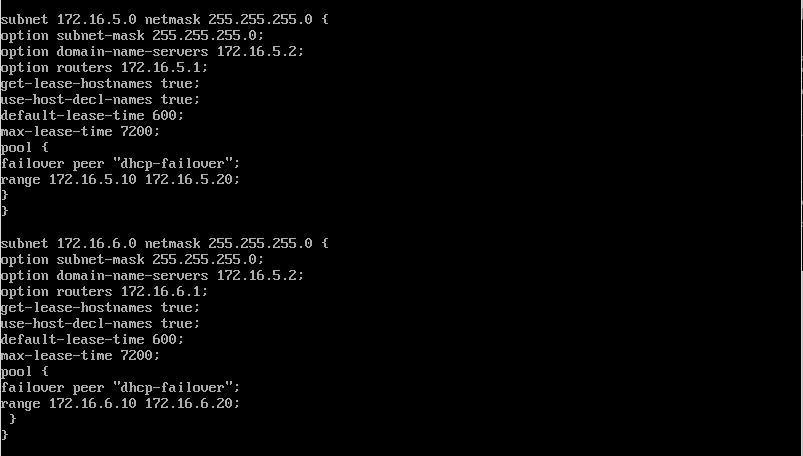 subnet 172.16.5.0 netmask 255.255.255.0 {
option subnet-mask 255.255.255.0;
option domain-name-servers 172.16.5.2;
option routers 172.16.5.1;
get-lease-hostnames true;
use-host-decl-names true;
default-lease-time 600;
max-lease-time 7200;
pool {
failover peer "dhcp-failover";
range 172.16.5.10 172.16.5.20;
}
}
subnet 172.16.6.0 netmask 255.255.255.0 {
option subnet-mask 255.255.255.0;
option domain-name-servers 172.16.5.2;
option routers 172.16.6.1;
get-lease-hostnames true;
use-host-decl-names true;
default-lease-time 600;
max-lease-time 7200;
pool {
failover peer "dhcp-failover";
range 172.16.6.10 172.16.6.20;
 }
}